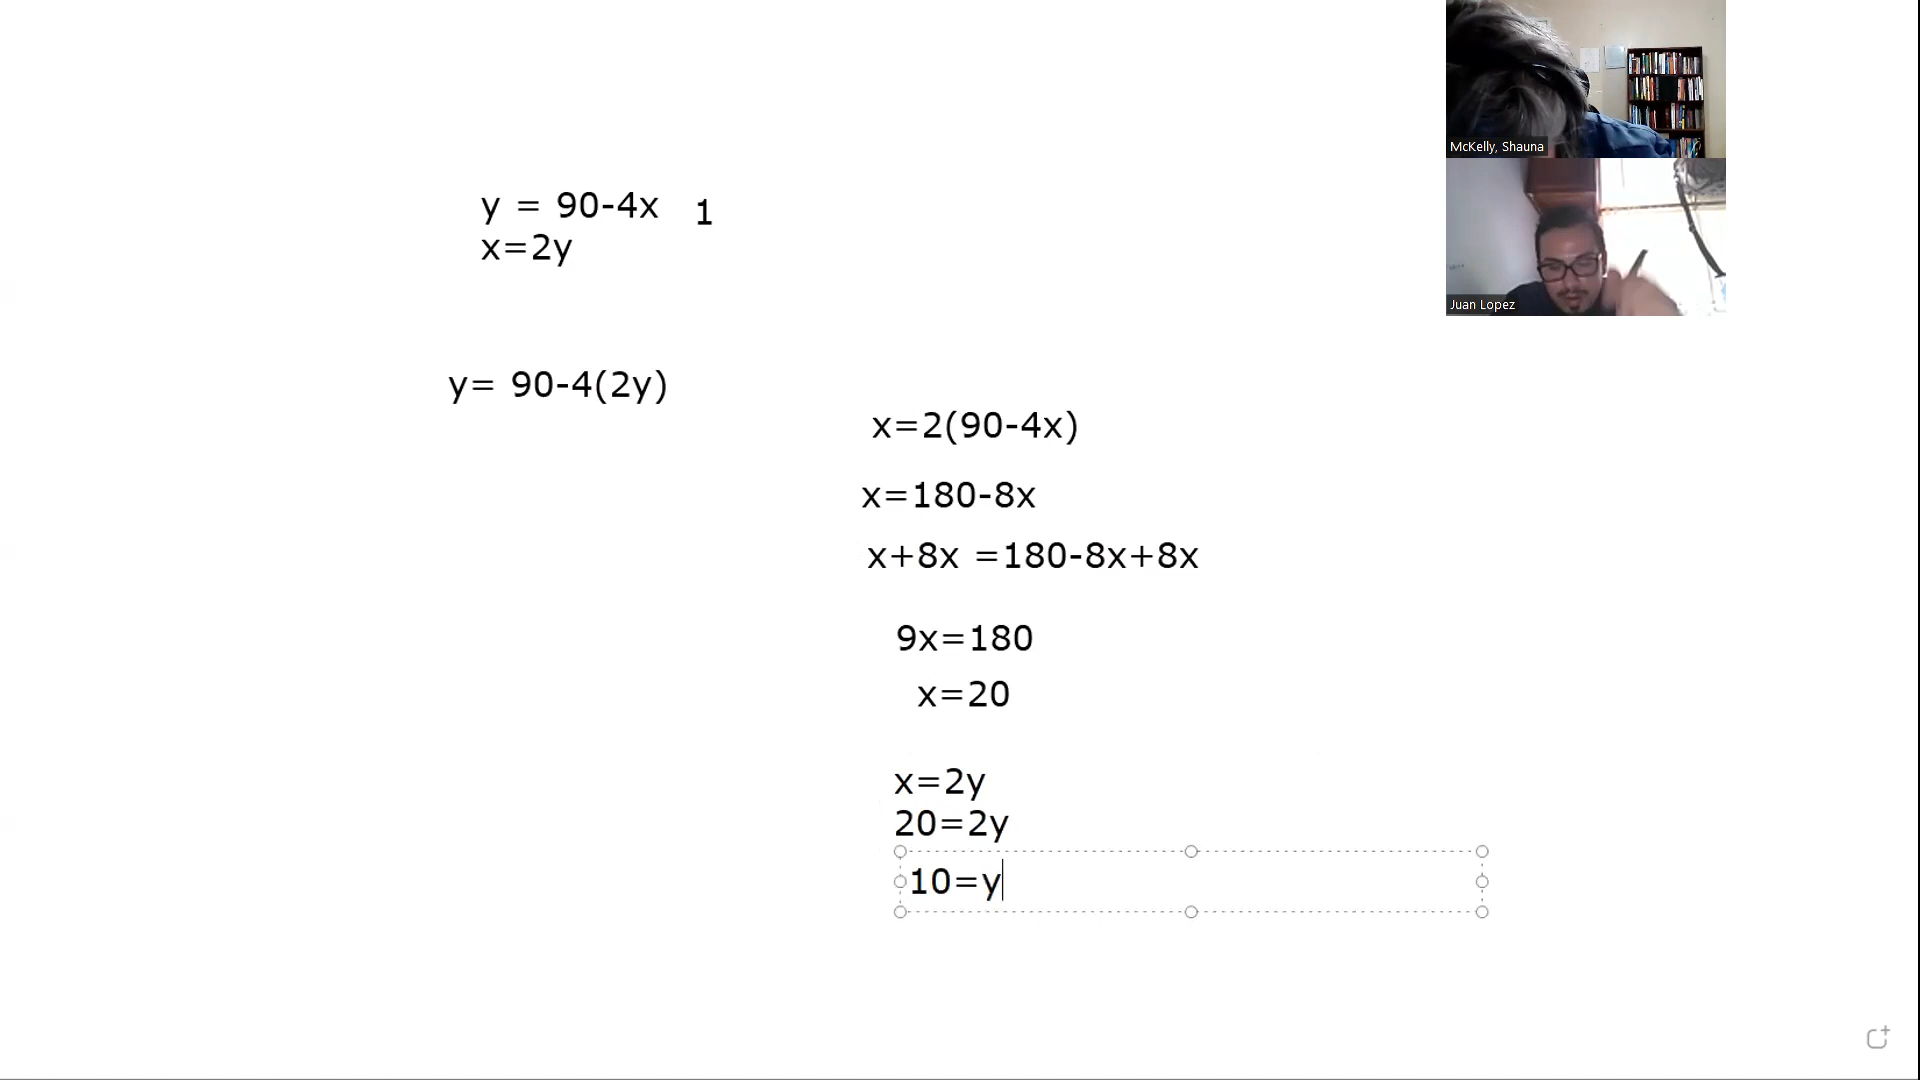 McKelly, Shauna
y = 90-4x 1
x=2y
Juan Lopez
y= 90-4(2y)
x=2(90-4x)
x=180-8x
x+8x =180-8x+8x
9x=180
x=20
x=2y
20=2y
10=y